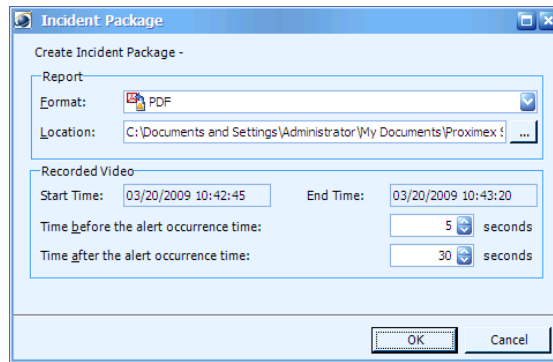 Incident Package
Create Incident Package -
Report
Format: PDF
Location: C:\Documents and Settings\Administrator\My Documents\Proximex S ...
Recorded Video
Start Time: 03/20/2009 10:42:45 End Time: 03/20/2009 10:43:20
Time before the alert occurrence time: 5 seconds
Time after the alert occurrence time: 30 seconds
OK Cancel